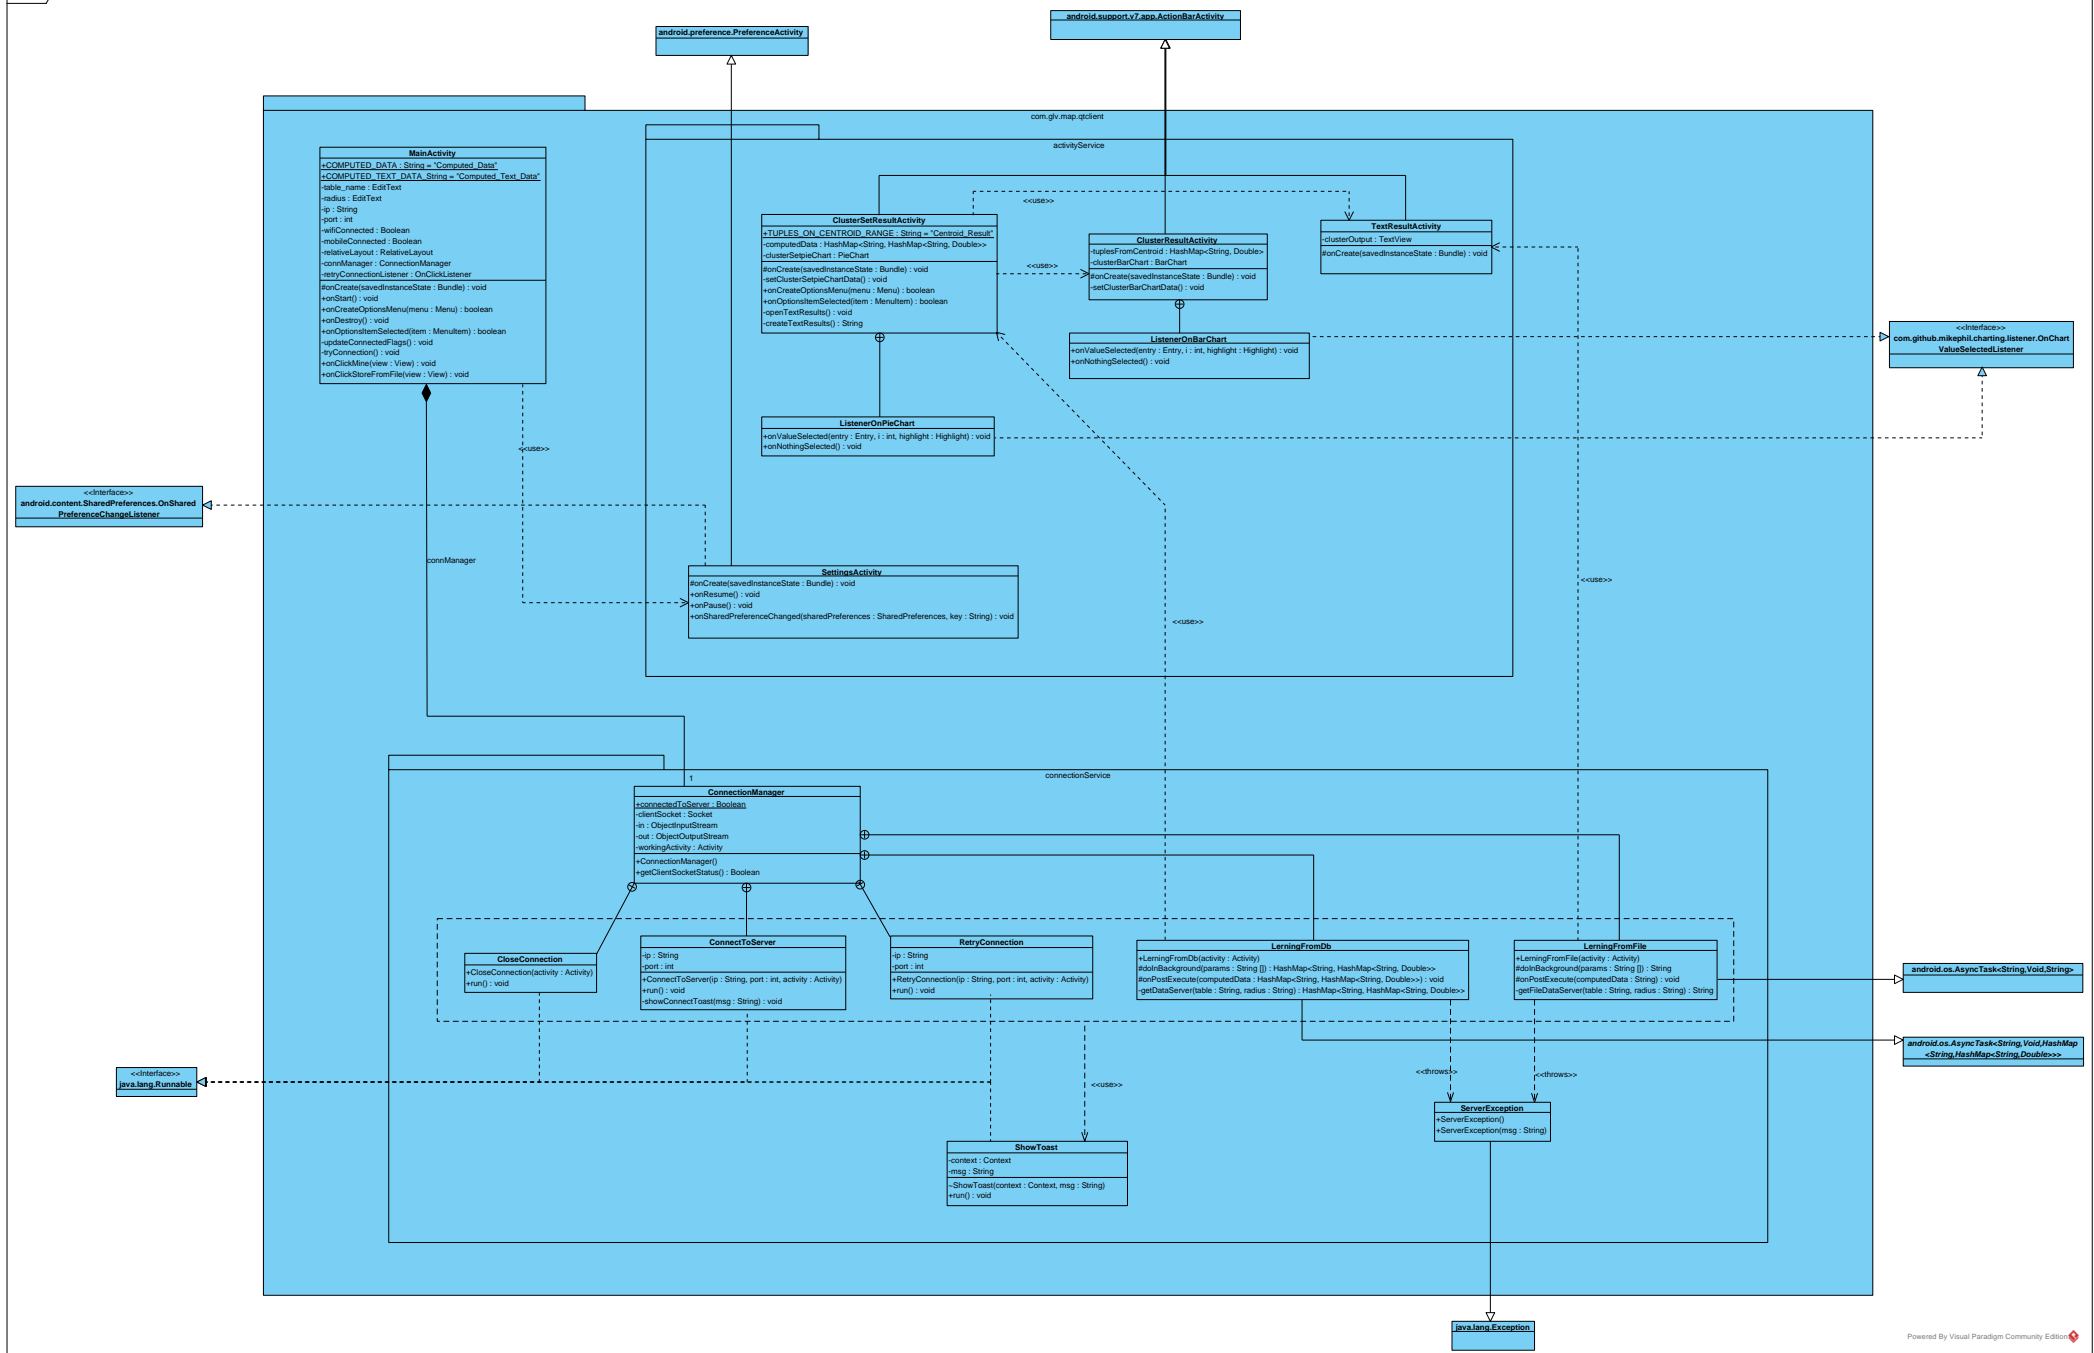 android.support.v7.app.ActionBarActivity
android.preference.PreferenceActivity
com.glv.map.qtclient
activityService
MainActivity
+COMPUTED_DATA : String = "Computed_Data"
+COMPUTED_TEXT_DATA_String = "Computed_Text_Data"
-table_name : EditText
-radius : EditText
-ip : String
-port : int
-wifiConnected : Boolean
-mobileConnected : Boolean
-relativeLayout : RelativeLayout
-connManager : ConnectionManager
-retryConnectionListener : OnClickListener
#onCreate(savedInstanceState : Bundle) : void
+onStart() : void
+onCreateOptionsMenu(menu : Menu) : boolean
+onDestroy() : void
+onOptionsItemSelected(item : MenuItem) : boolean
-updateConnectedFlags() : void
-tryConnection() : void
+onClickMine(view : View) : void
+onClickStoreFromFile(view : View) : void
<<use>>
ClusterSetResultActivity
+TUPLES_ON_CENTROID_RANGE : String = "Centroid_Result"
-computedData : HashMap<String, HashMap<String, Double>>
-clusterSetpieChart : PieChart
#onCreate(savedInstanceState : Bundle) : void
-setClusterSetpieChartData() : void
+onCreateOptionsMenu(menu : Menu) : boolean
+onOptionsItemSelected(item : MenuItem) : boolean
-openTextResults() : void
-createTextResults() : String
<<use>>
ClusterResultActivity
-tuplesFromCentroid : HashMap<String, Double>
-clusterBarChart : BarChart
#onCreate(savedInstanceState : Bundle) : void
-setClusterBarChartData() : void
TextResultActivity
-clusterOutput : TextView
#onCreate(savedInstanceState : Bundle) : void
ListenerOnBarChart
+onValueSelected(entry : Entry, i : int, highlight : Highlight) : void
+onNothingSelected() : void
<<Interface>>
com.github.mikephil.charting.listener.OnChart
ValueSelectedListener
ListenerOnPieChart
+onValueSelected(entry : Entry, i : int, highlight : Highlight) : void
+onNothingSelected() : void
<<use>>
<<Interface>>
android.content.SharedPreferences.OnShared
PreferenceChangeListener
connManager
SettingsActivity
#onCreate(savedInstanceState : Bundle) : void
+onResume() : void
+onPause() : void
+onSharedPreferenceChanged(sharedPreferences : SharedPreferences, key : String) : void
<<use>>
<<use>>
connectionService
1
ConnectionManager
+connectedToServer : Boolean
-clientSocket : Socket
-in : ObjectInputStream
-out : ObjectOutputStream
-workingActivity : Activity
+ConnectionManager()
+getClientSocketStatus() : Boolean
CloseConnection
+CloseConnection(activity : Activity)
+run() : void
ConnectToServer
-ip : String
-port : int
+ConnectToServer(ip : String, port : int, activity : Activity)
+run() : void
-showConnectToast(msg : String) : void
RetryConnection
-ip : String
-port : int
+RetryConnection(ip : String, port : int, activity : Activity)
+run() : void
LerningFromDb
+LerningFromDb(activity : Activity)
#doInBackground(params : String []) : HashMap<String, HashMap<String, Double>>
#onPostExecute(computedData : HashMap<String, HashMap<String, Double>>) : void
-getDataServer(table : String, radius : String) : HashMap<String, HashMap<String, Double>>
LerningFromFile
+LerningFromFile(activity : Activity)
#doInBackground(params : String []) : String
#onPostExecute(computedData : String) : void
-getFileDataServer(table : String, radius : String) : String
android.os.AsyncTask<String,Void,String>
android.os.AsyncTask<String,Void,HashMap
<String,HashMap<String,Double>>>
<<Interface>>
java.lang.Runnable
<<use>>
<<throws>>
<<throws>>
ServerException
+ServerException()
+ServerException(msg : String)
ShowToast
-context : Context
-msg : String
~ShowToast(context : Context, msg : String)
+run() : void
java.lang.Exception
Powered By Visual Paradigm Community Edition